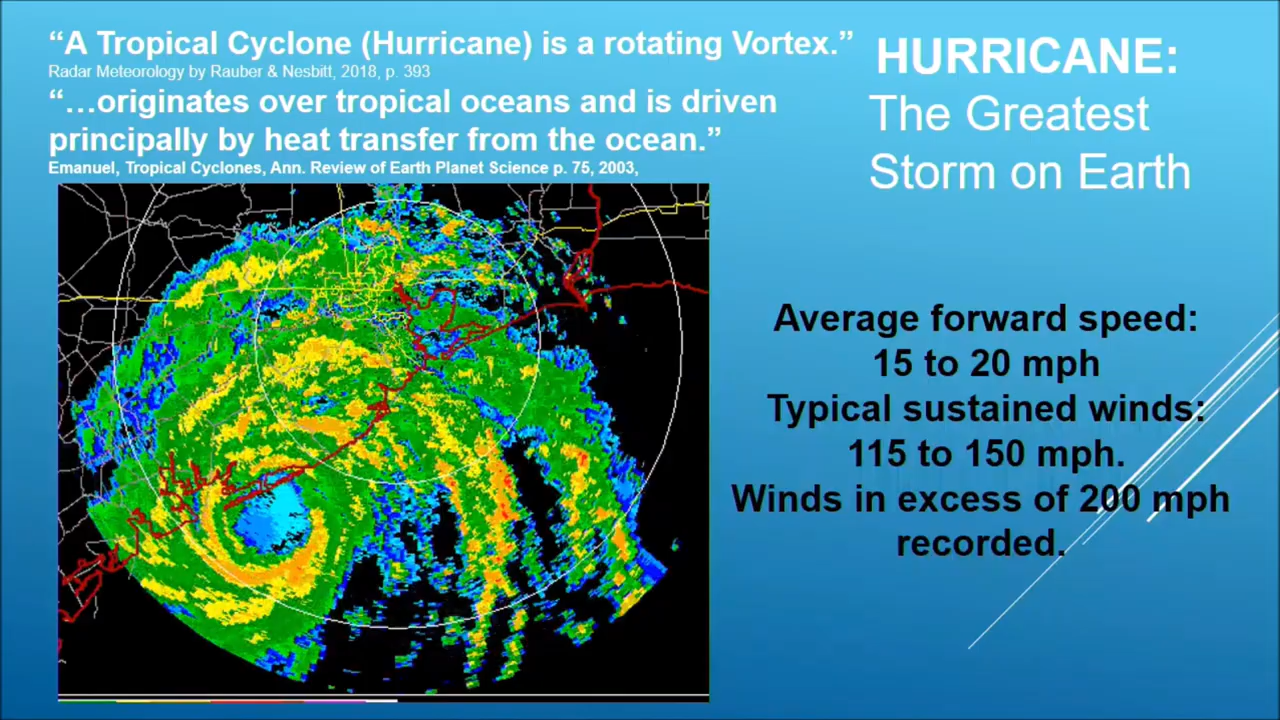 “A Tropical Cyclone (Hurricane) is a rotating Vortex.”
Radar Meteorology by Rauber & Nesbitt, 2018, p. 393
“…originates over tropical oceans and is driven
principally by heat transfer from the ocean.”
Emanuel, Tropical Cyclones, Ann. Review of Earth Planet Science p. 75, 2003,
HURRICANE:
The Greatest
Storm on Earth
Average forward speed:
15 to 20 mph
Typical sustained winds:
115 to 150 mph.
Winds in excess of 200 mph
recorded.